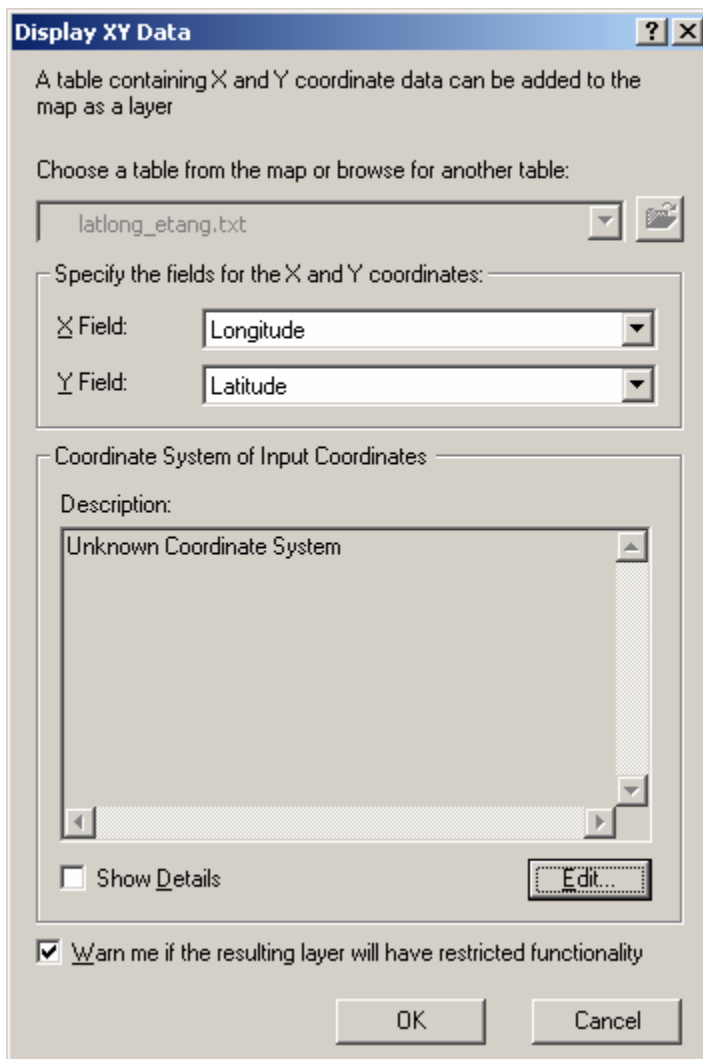 Display XY Data
A table containing X and Y coordinate data can be added to the
map as a layer
Choose a table from the map or browse for another table:
latlong_etang.txt
Specify the fields for the X and Y coordinates:
X Field: Longitude
Y Field: Latitude
Coordinate System of Input Coordinates
Description:
Unknown Coordinate System
Show Details Edit...
Warn me if the resulting layer will have restricted functionality
OK Cancel